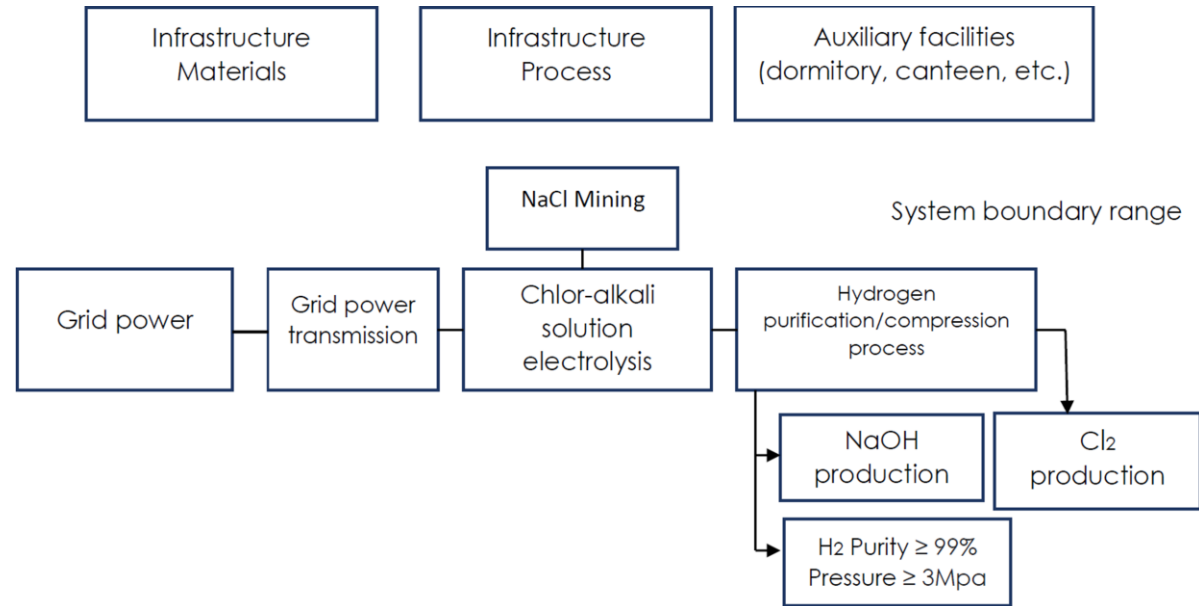 Infrastructure
Materials
Infrastructure
Process
Auxiliary facilities
(dormitory, canteen, etc.)
NaCl Mining
System boundary range
Grid power
Grid power
transmission
Chlor-alkali
solution
electrolysis
Hydrogen
purification/compression
process
NaOH
production
Cl2
production
H2 Purity ≥ 99%
Pressure ≥ 3Mpa